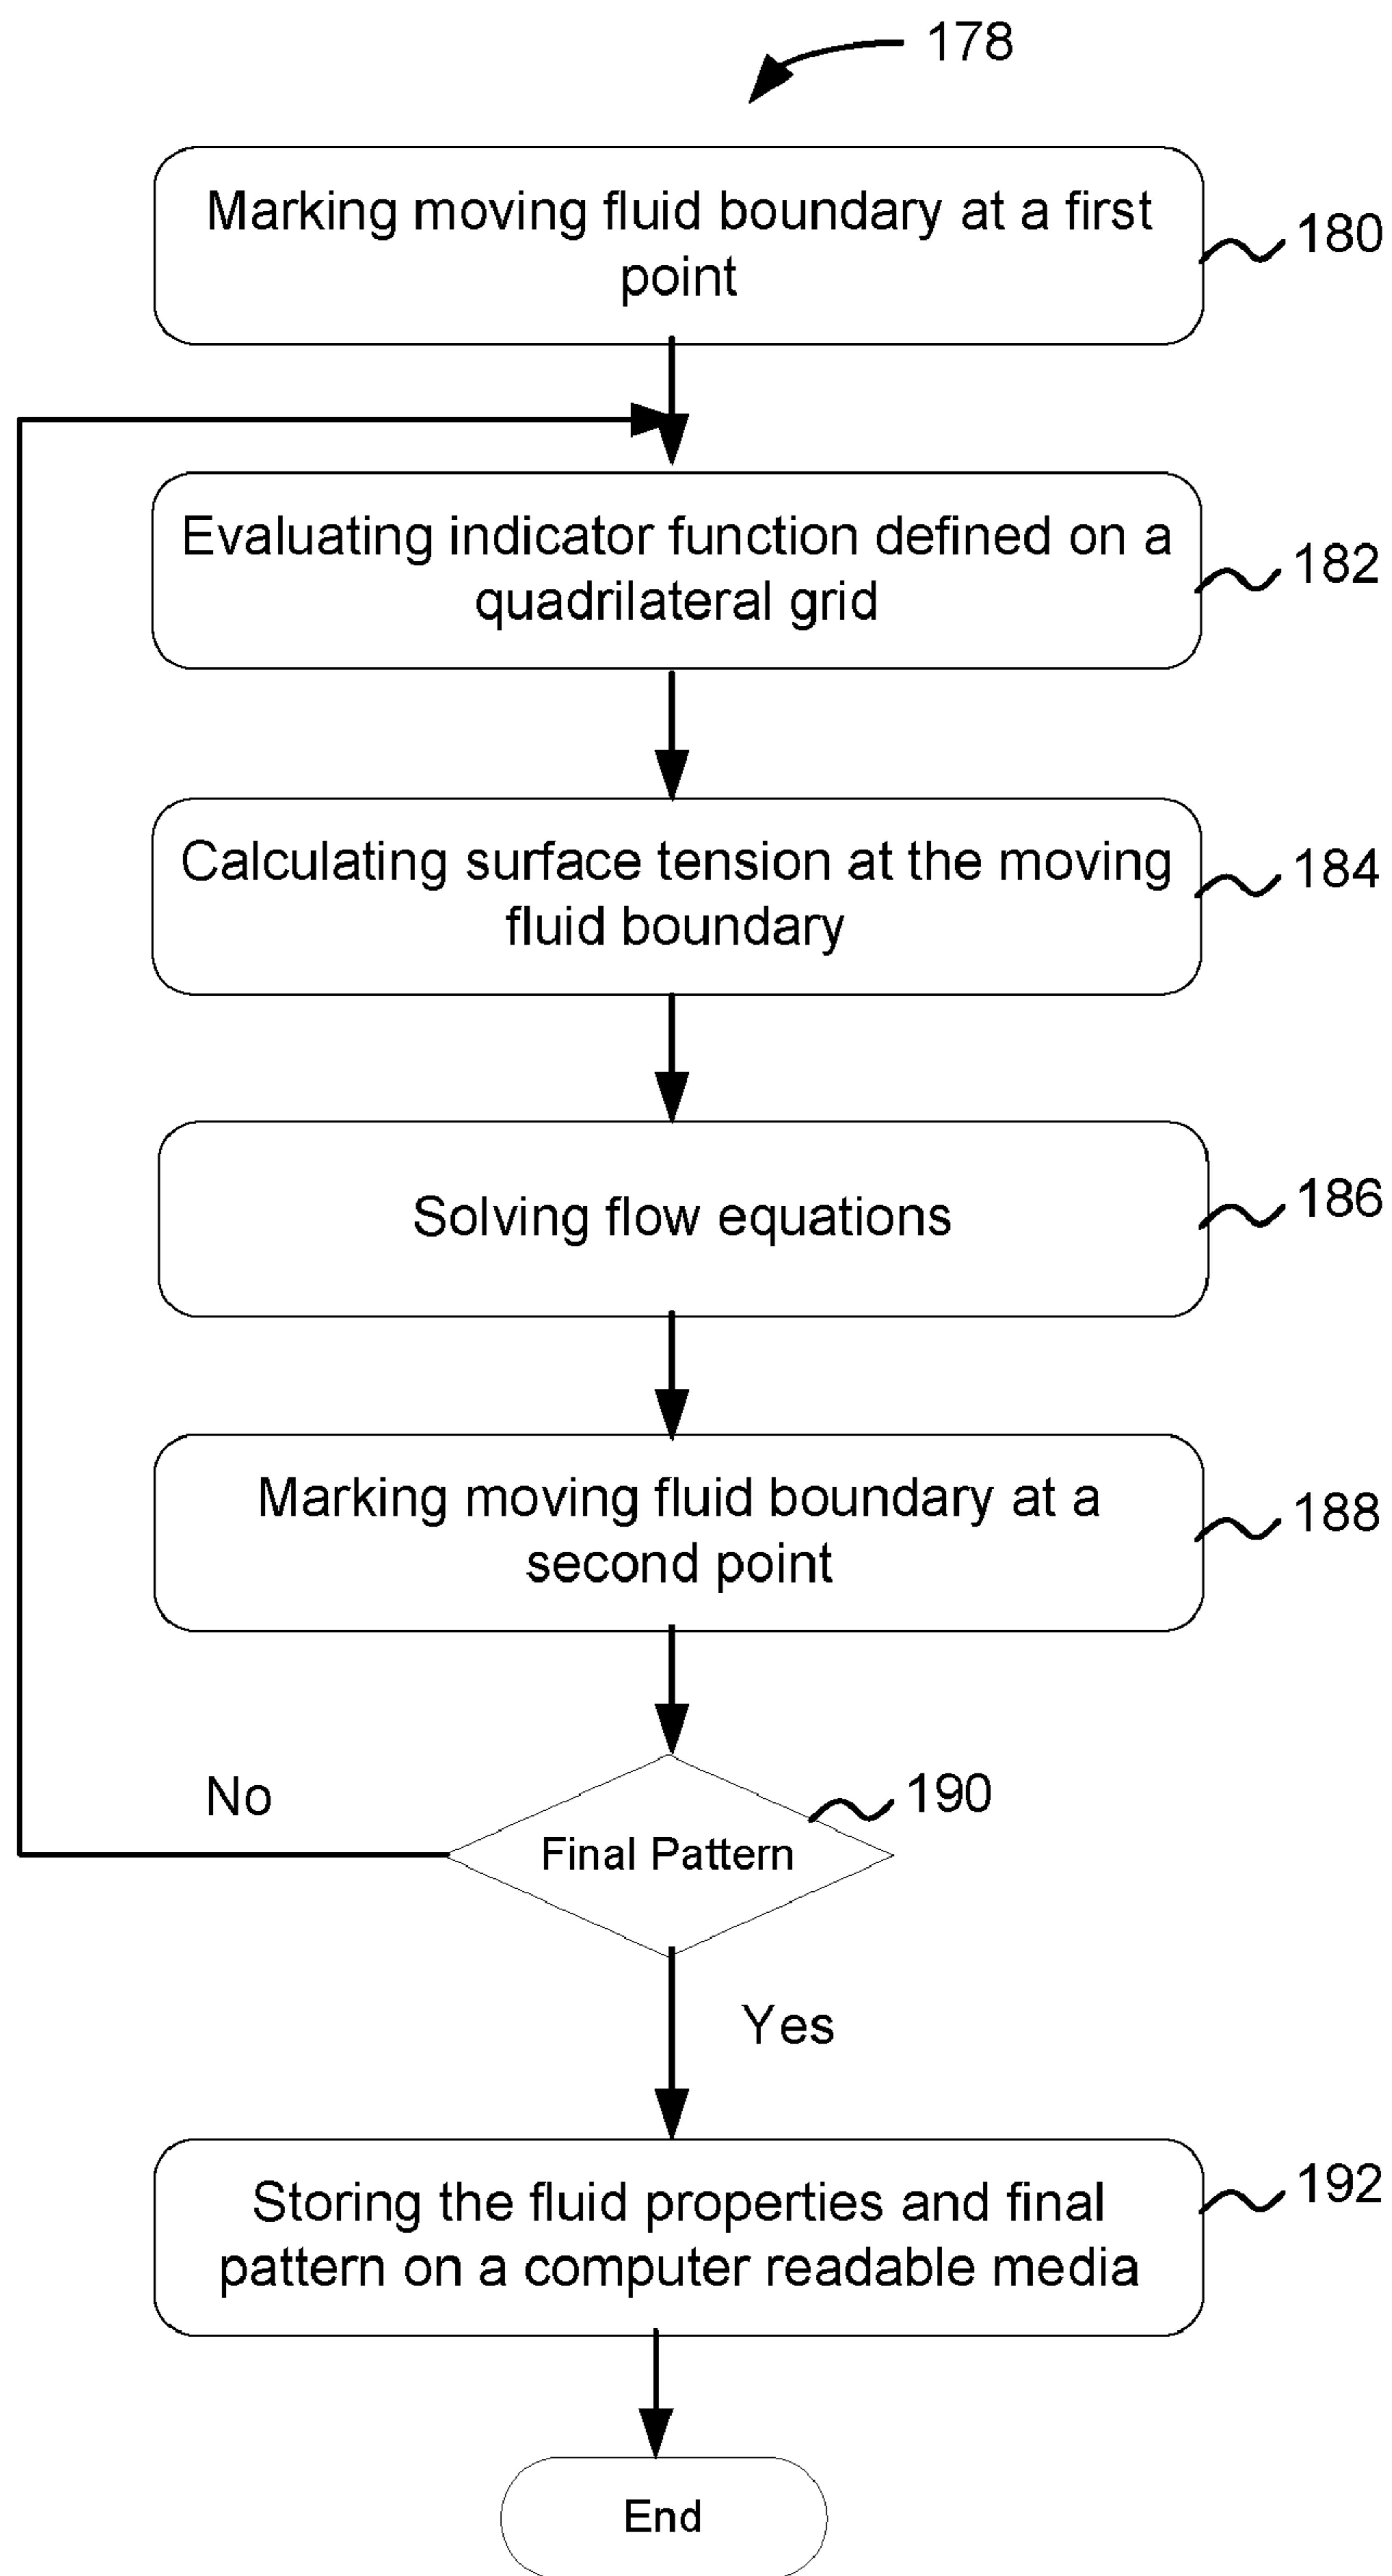 178
Marking moving fluid boundary at a first
point
180
Evaluating indicator function defined on a
quadrilateral grid
182
Calculating surface tension at the moving
fluid boundary
184
Solving flow equations
186
Marking moving fluid boundary at a
second point
188
No
190
Final Pattern
Yes
Storing the fluid properties and final
pattern on a computer readable media
192
End